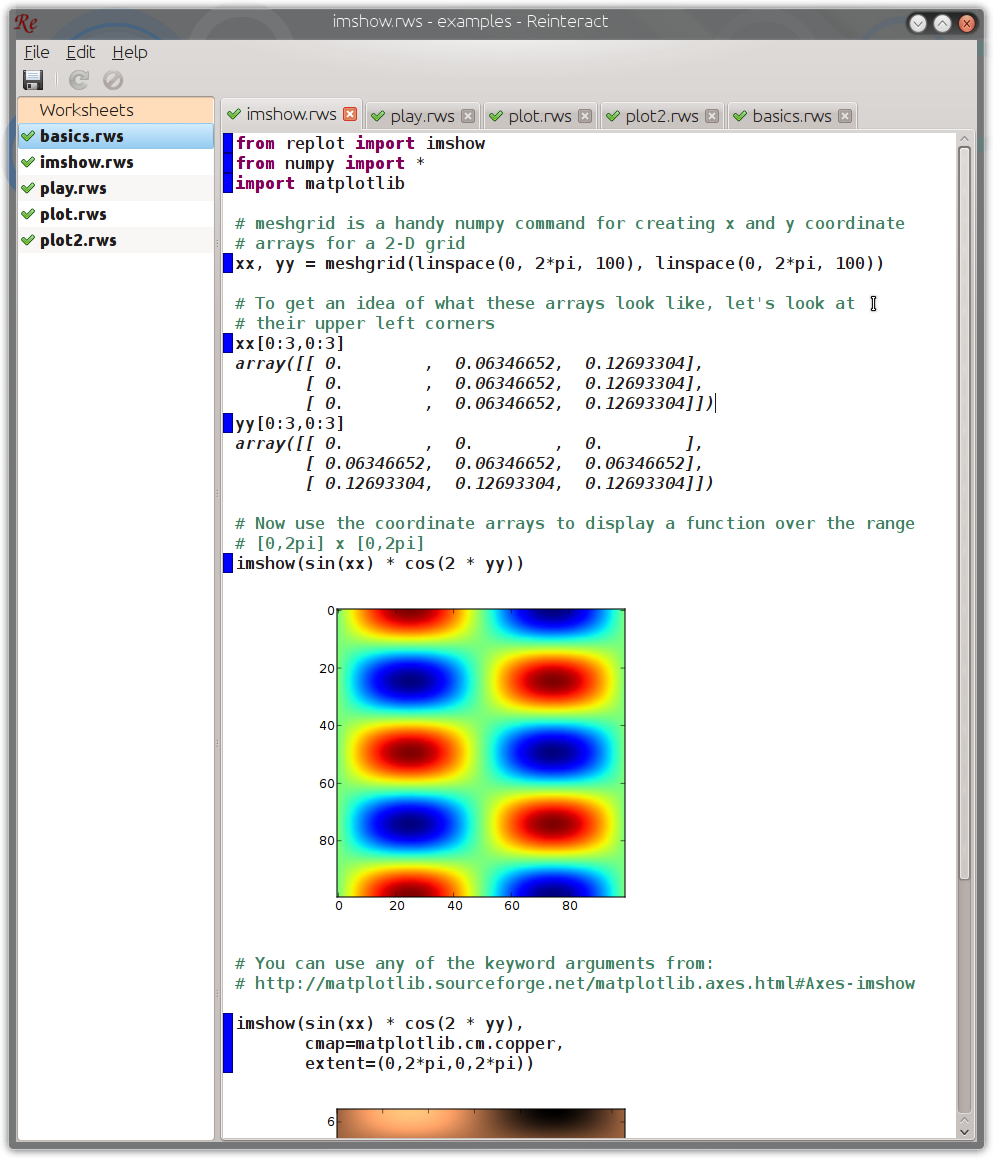 Re imshow.rws - examples - Reinteract
File Edit Help
Worksheets
basics.rws
imshow.rws
play.rws
plot.rws
plot2.rws
imshow.rws play.rws plot.rws plot2.rws basics.rws
from replot import imshow
from numpy import *
import matplotlib
# meshgrid is a handy numpy command for creating x and y coordinate
# arrays for a 2-D grid
xx, yy = meshgrid(linspace(0, 2*pi, 100), linspace(0, 2*pi, 100))
# To get an idea of what these arrays look like, let's look at
# their upper left corners
xx[0:3,0:3]
array([[ 0.        ,  0.06346652,  0.12693304],
       [ 0.        ,  0.06346652,  0.12693304],
       [ 0.        ,  0.06346652,  0.12693304]])
yy[0:3,0:3]
array([[ 0.        ,  0.        ,  0.        ],
       [ 0.06346652,  0.06346652,  0.06346652],
       [ 0.12693304,  0.12693304,  0.12693304]])
# Now use the coordinate arrays to display a function over the range
# [0,2pi] x [0,2pi]
imshow(sin(xx) * cos(2 * yy))
0
20
40
60
80
0 20 40 60 80
# You can use any of the keyword arguments from:
# http://matplotlib.sourceforge.net/matplotlib.axes.html#Axes-imshow
imshow(sin(xx) * cos(2 * yy),
       cmap=matplotlib.cm.copper,
       extent=(0,2*pi,0,2*pi))
6